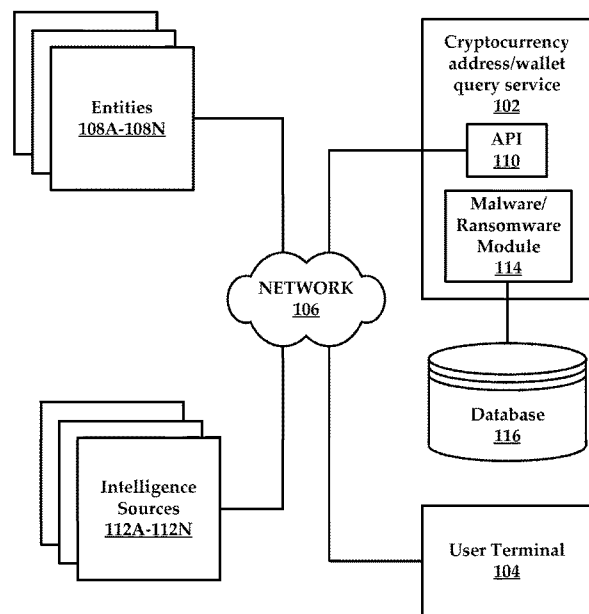 Entities
108A-108N
Cryptocurrency
address/wallet
query service
102
API
110
Malware/
Ransomware
Module
114
NETWORK
106
Database
116
Intelligence
Sources
112A-112N
User Terminal
104